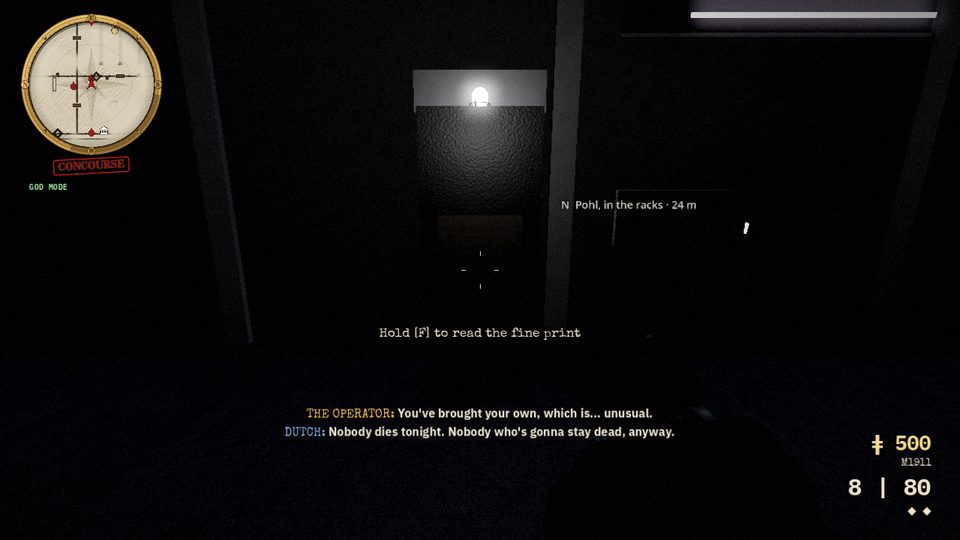 CONCOURSE
GOD MODE
N Pohl, in the racks · 24 m
Hold [F] to read the fine print
THE OPERATOR: You've brought your own, which is... unusual.
DUTCH: Nobody dies tonight. Nobody who's gonna stay dead, anyway.
500
M1911
8 | 80